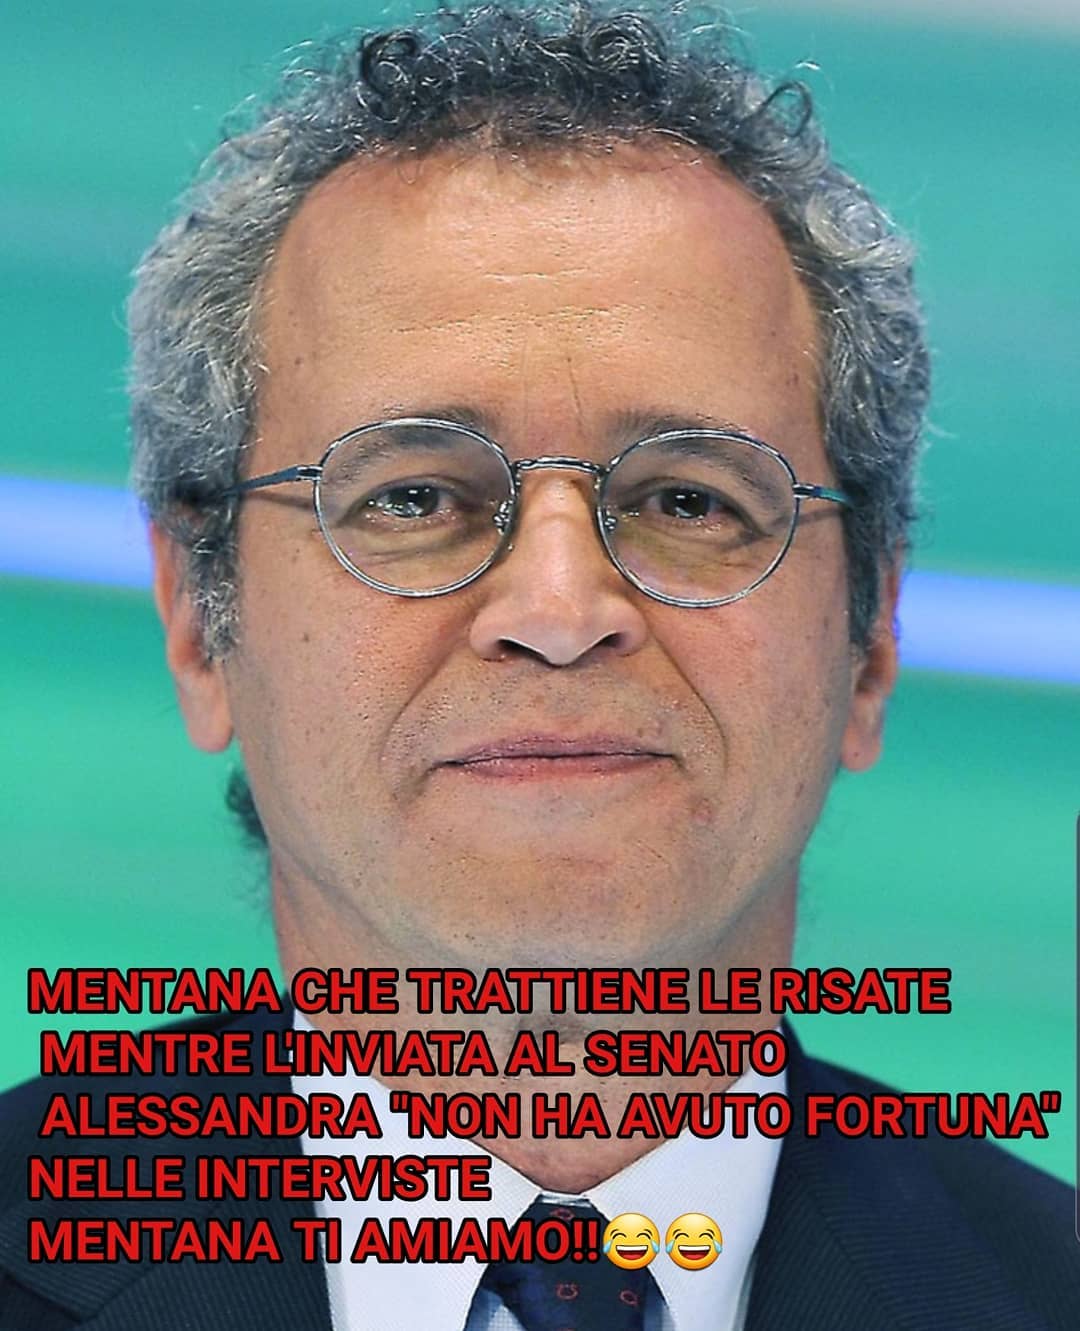 MENTANA CHE TRATTIENE LE RISATE
MENTRE L'INVIATA AL SENATO
ALESSANDRA "NON HA AVUTO FORTUNA"
NELLE INTERVISTE
MENTANA TI AMIAMO!!😂😂